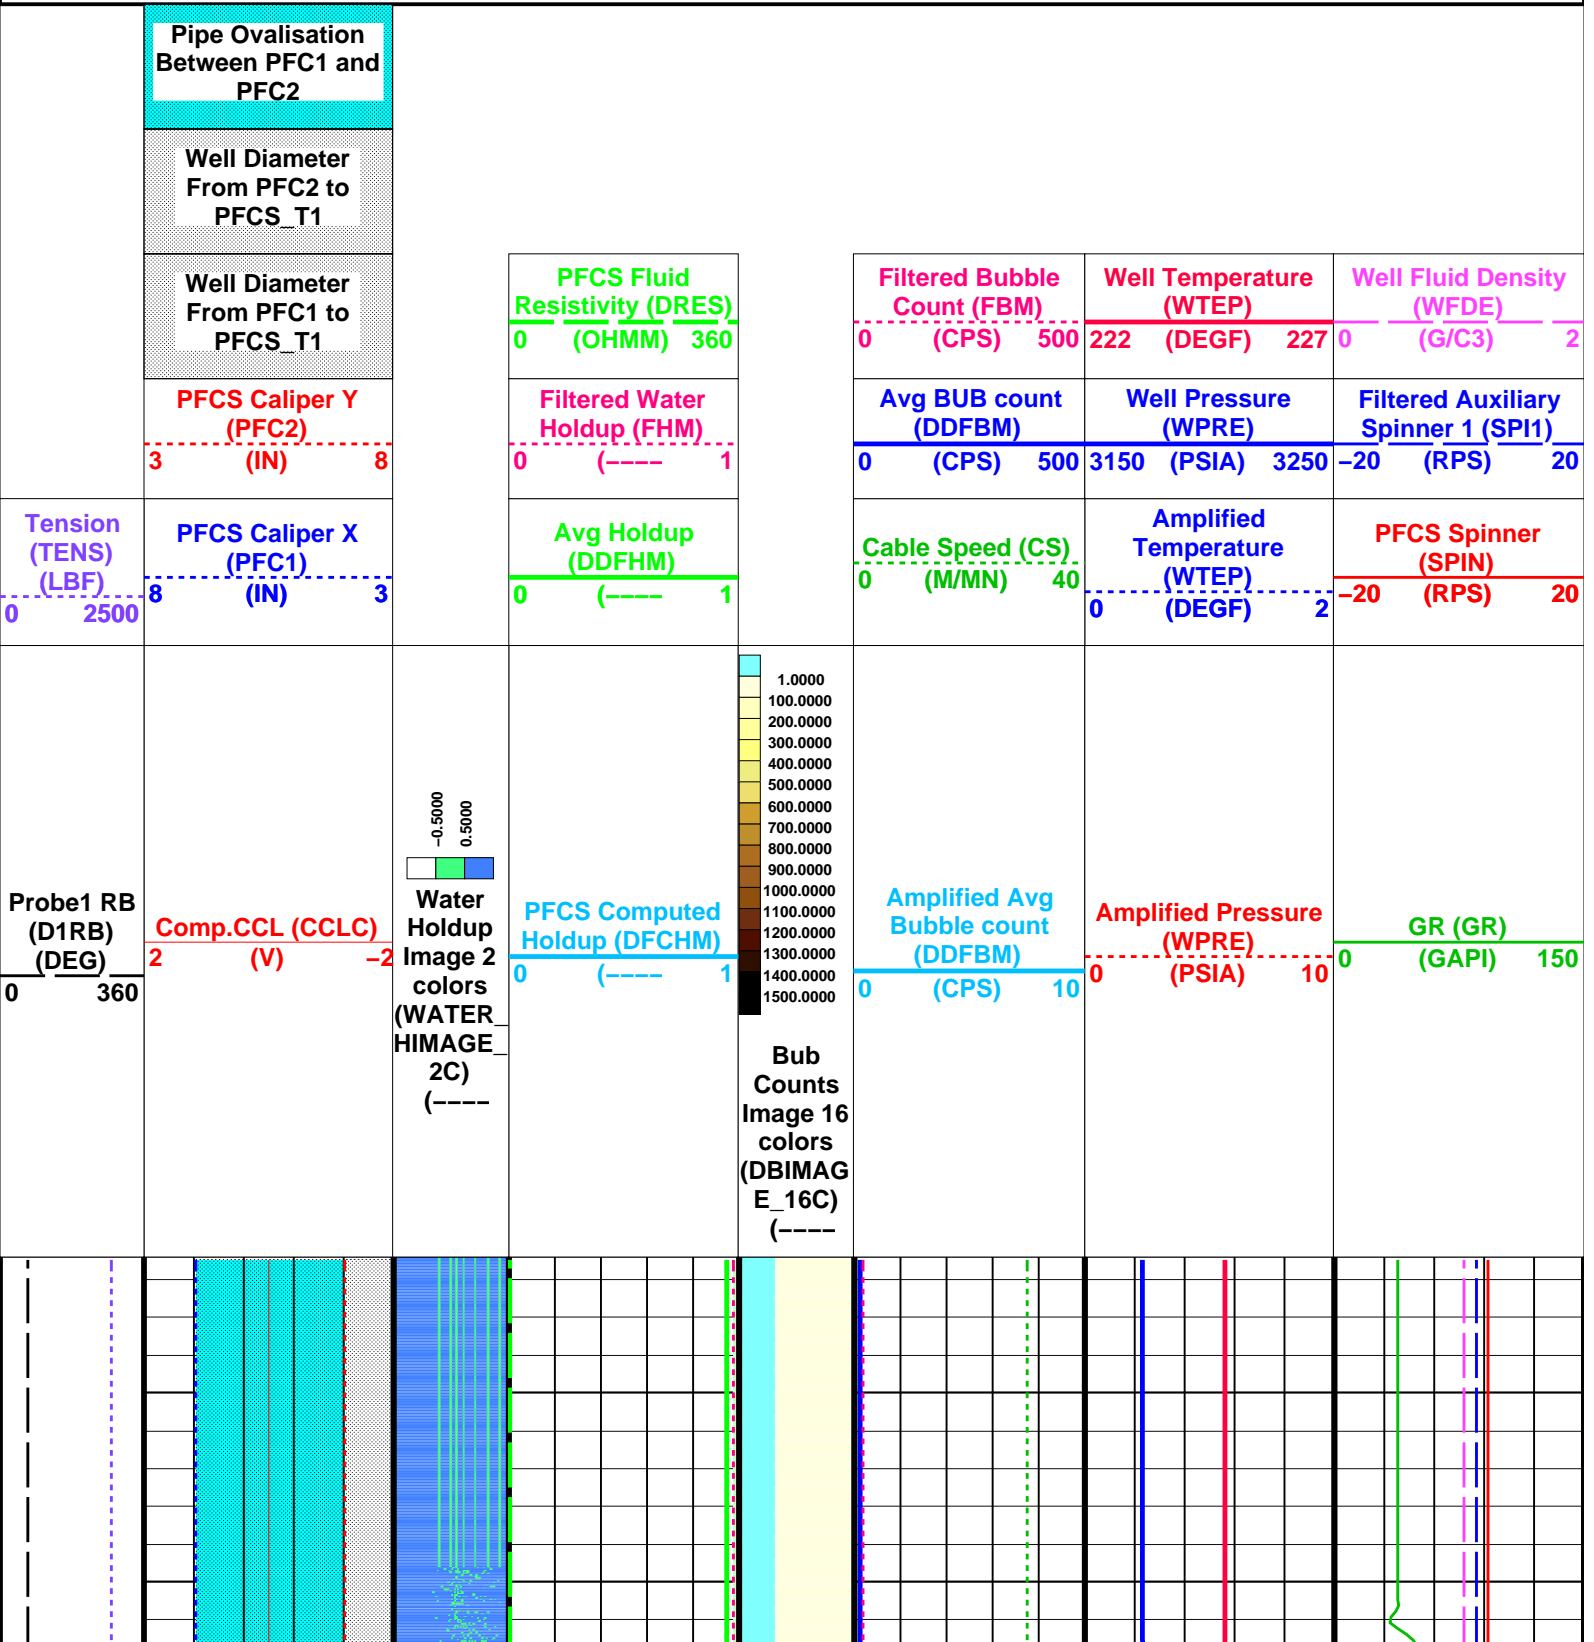 Pipe Ovalisation
Between PFC1 and
PFC2
Well Diameter
From PFC2 to
PFCS_T1
Well Diameter
From PFC1 to
PFCS_T1
PFCS Fluid
Resistivity (DRES)
0 (OHMM) 360
Filtered Bubble
Count (FBM)
0 (CPS) 500
Well Temperature
(WTEP)
222 (DEGF) 227
Well Fluid Density
(WFDE)
0 (G/C3) 2
PFCS Caliper Y
(PFC2)
3 (IN) 8
Filtered Water
Holdup (FHM)
0 (---- 1
Avg BUB count
(DDFBM)
0 (CPS) 500
Well Pressure
(WPRE)
3150 (PSIA) 3250
Filtered Auxiliary
Spinner 1 (SPI1)
-20 (RPS) 20
Tension
(TENS)
(LBF)
0 2500
PFCS Caliper X
(PFC1)
8 (IN) 3
Avg Holdup
(DDFHM)
0 (---- 1
Cable Speed (CS)
0 (M/MN) 40
Amplified
Temperature
(WTEP)
0 (DEGF) 2
PFCS Spinner
(SPIN)
-20 (RPS) 20
Probe1 RB
(D1RB)
(DEG)
0 360
Comp.CCL (CCLC)
2 (V) -2
-0.5000
0.5000
Water
Holdup
Image 2
colors
(WATER_
HIMAGE_
2C)
(----
PFCS Computed
Holdup (DFCHM)
0 (---- 1
1.0000
100.0000
200.0000
300.0000
400.0000
500.0000
600.0000
700.0000
800.0000
900.0000
1000.0000
1100.0000
1200.0000
1300.0000
1400.0000
1500.0000
Bub
Counts
Image 16
colors
(DBIMAG
E_16C)
(----
Amplified Avg
Bubble count
(DDFBM)
0 (CPS) 10
Amplified Pressure
(WPRE)
0 (PSIA) 10
GR (GR)
0 (GAPI) 150